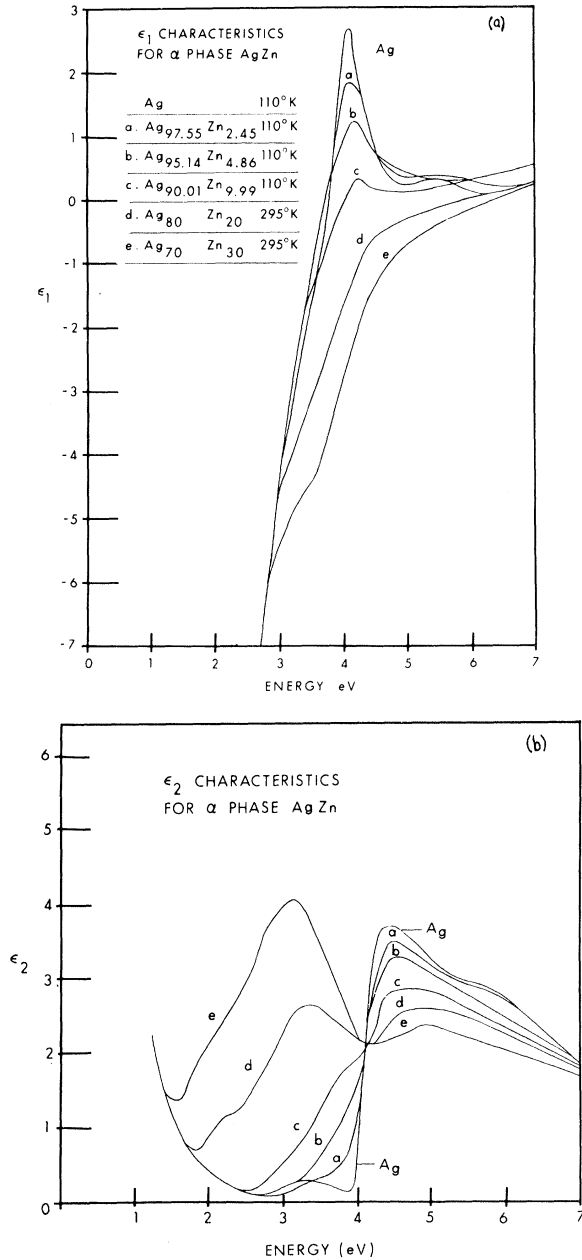 (a)
ε1 CHARACTERISTICS
FOR α PHASE AgZn
Ag 110°K
a. Ag97.55 Zn2.45 110°K
b. Ag95.14 Zn4.86 110°K
c. Ag90.01 Zn9.99 110°K
d. Ag80 Zn20 295°K
e. Ag70 Zn30 295°K
Ag
a
b
c
d
e
3
2
1
0
-1
-2
-3
-4
-5
-6
-7
ε1
0 1 2 3 4 5 6 7
ENERGY eV
(b)
ε2 CHARACTERISTICS
FOR α PHASE AgZn
6
5
4
3
2
1
0
ε2
e
d
c
b
a
Ag
a
b
c
d
e
Ag
2 3 4 5 6 7
ENERGY (eV)